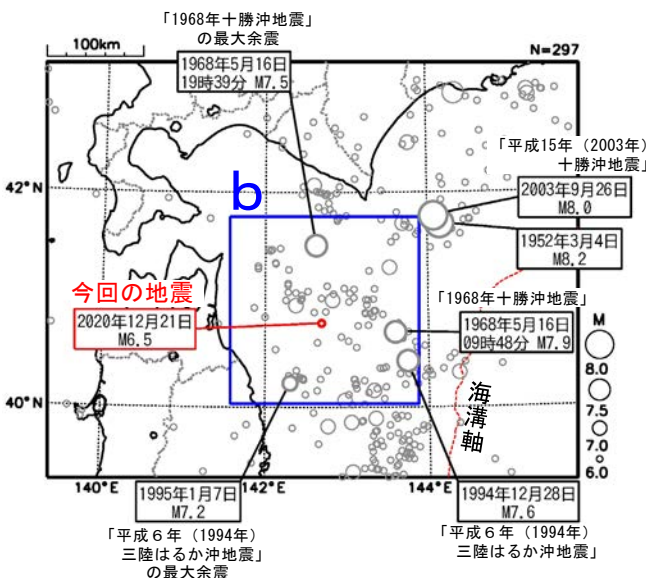 「1968年十勝沖地震」
の最大余震
100km
N=297
1968年5月16日
19時39分 M7.5
「平成15年（2003年）
十勝沖地震」
42°N
b
2003年9月26日
M8.0
1952年3月4日
M8.2
今回の地震
2020年12月21日
M6.5
「1968年十勝沖地震」
1968年5月16日
09時48分 M7.9
M
8.0
7.5
7.0
6.0
40°N
海溝軸
140°E
142°E
144°E
1995年1月7日
M7.2
1994年12月28日
M7.6
「平成６年（1994年）
三陸はるか沖地震」
の最大余震
「平成６年（1994年）
三陸はるか沖地震」